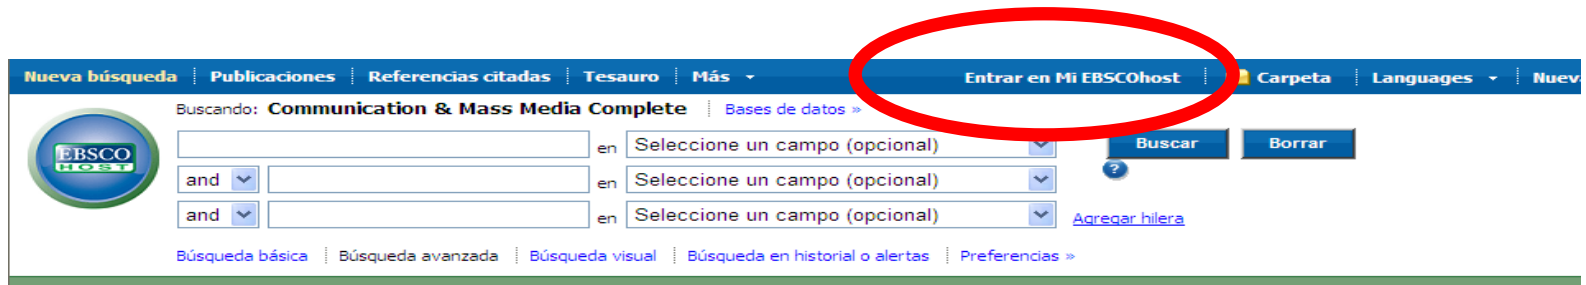 Nueva búsqueda Publicaciones Referencias citadas Tesauro Más Entrar en Mi EBSCOhost Carpeta Languages
Buscando: Communication & Mass Media Complete Bases de datos »
EBSCO
HOST
en Seleccione un campo (opcional) Buscar Borrar
?
and en Seleccione un campo (opcional)
and en Seleccione un campo (opcional) Agregar hilera
Búsqueda básica Búsqueda avanzada Búsqueda visual Búsqueda en historial o alertas Preferencias »